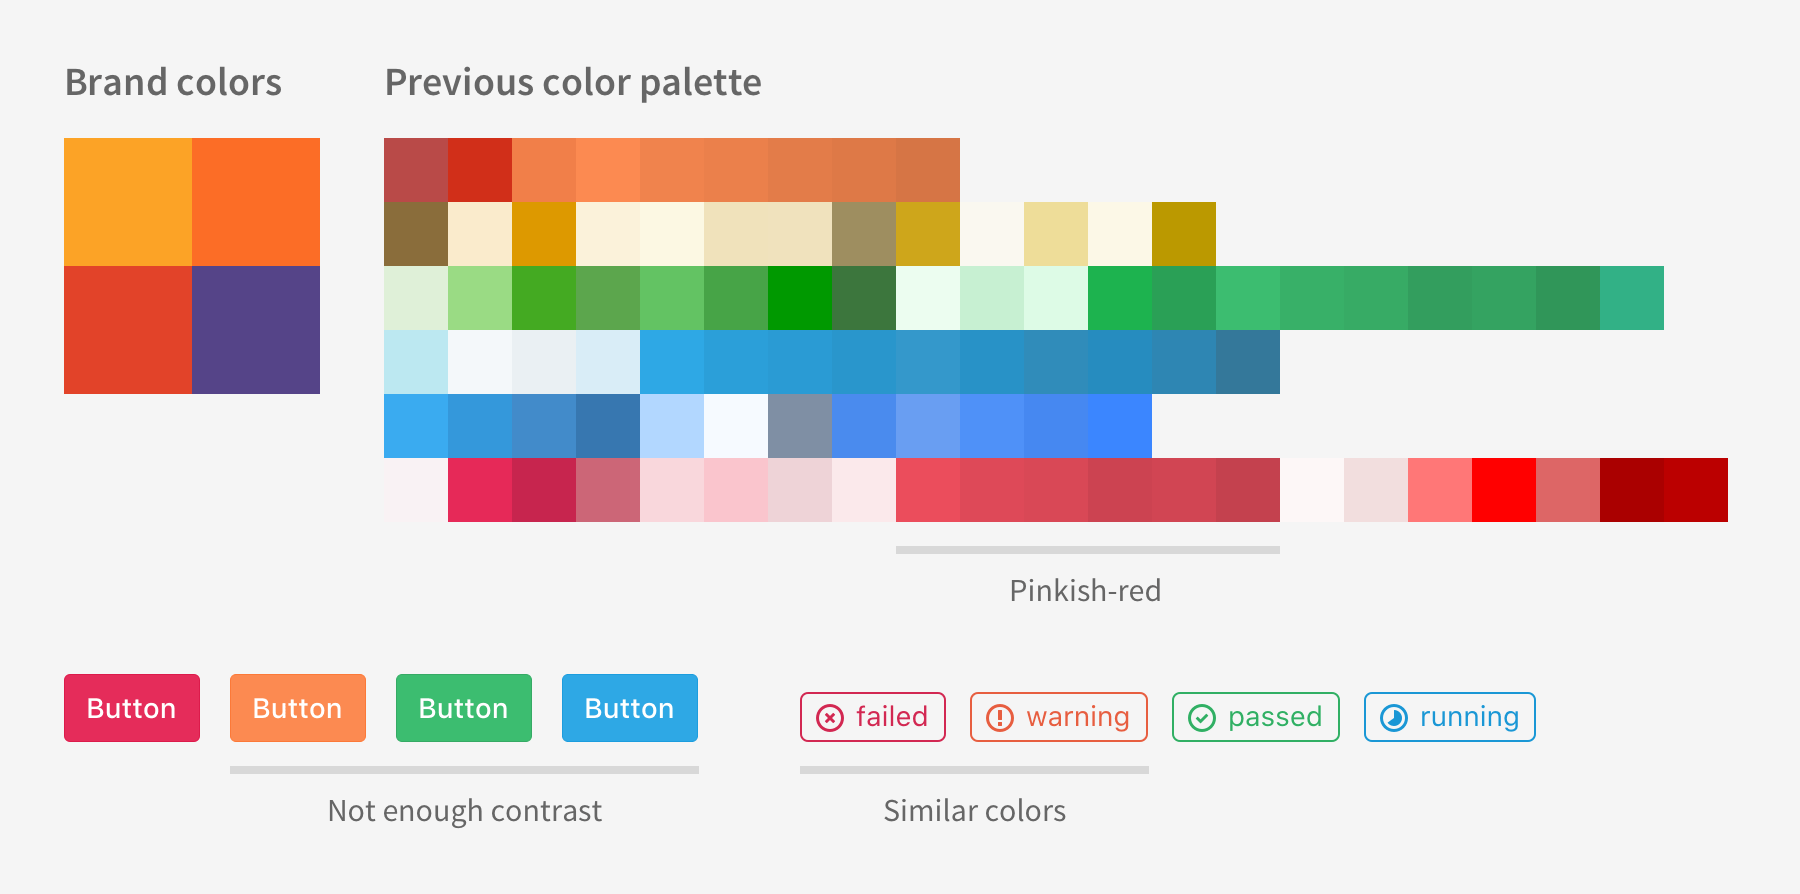 Brand colors
Previous color palette
Pinkish-red
Button
Button
Button
Button
failed
warning
passed
running
Not enough contrast
Similar colors